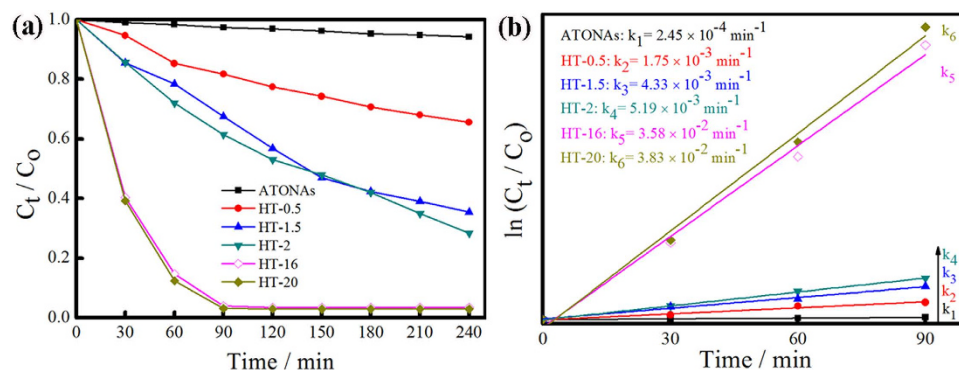 (a)
1.0
0.8
0.6
0.4
0.2
0.0
Ct / Co
ATONAs
HT-0.5
HT-1.5
HT-2
HT-16
HT-20
0 30 60 90 120 150 180 210 240
Time / min
(b)
ln (Ct / Co)
ATONAs: k1 = 2.45 × 10⁻⁴ min⁻¹
HT-0.5: k2 = 1.75 × 10⁻³ min⁻¹
HT-1.5: k3 = 4.33 × 10⁻³ min⁻¹
HT-2: k4 = 5.19 × 10⁻³ min⁻¹
HT-16: k5= 3.58 × 10⁻² min⁻¹
HT-20: k6= 3.83 × 10⁻² min⁻¹
k6
k5
k4
k3
k2
k1
0 30 60 90
Time / min